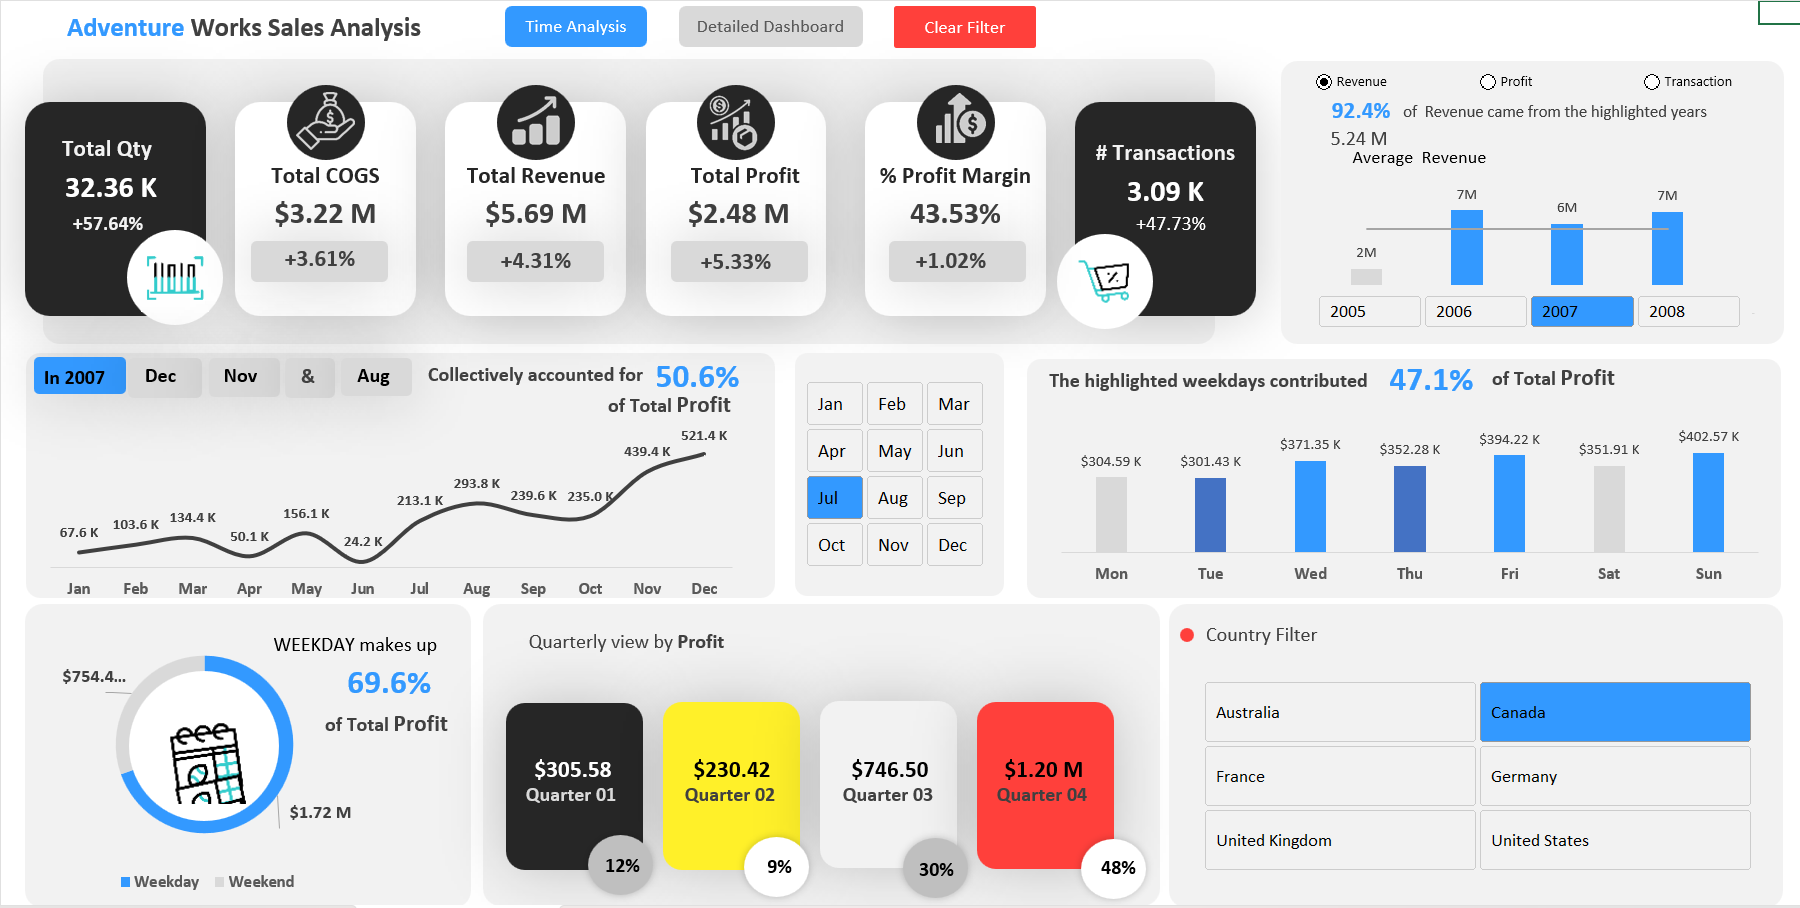 Adventure Works Sales Analysis
Time Analysis
Detailed Dashboard
Clear Filter
Total Qty
32.36 K
+57.64%
Total COGS
$3.22 M
+3.61%
Total Revenue
$5.69 M
+4.31%
Total Profit
$2.48 M
+5.33%
% Profit Margin
43.53%
+1.02%
# Transactions
3.09 K
+47.73%
Revenue
Profit
Transaction
92.4% of Revenue came from the highlighted years
5.24 M
Average Revenue
2M
7M
6M
7M
2005
2006
2007
2008
In 2007 Dec Nov & Aug Collectively accounted for 50.6%
of Total Profit
67.6 K
103.6 K
134.4 K
50.1 K
156.1 K
24.2 K
213.1 K
293.8 K
239.6 K
235.0 K
439.4 K
521.4 K
Jan Feb Mar Apr May Jun Jul Aug Sep Oct Nov Dec
Jan Feb Mar
Apr May Jun
Jul Aug Sep
Oct Nov Dec
The highlighted weekdays contributed 47.1% of Total Profit
$304.59 K
$301.43 K
$371.35 K
$352.28 K
$394.22 K
$351.91 K
$402.57 K
Mon Tue Wed Thu Fri Sat Sun
WEEKDAY makes up
69.6%
of Total Profit
$754.4...
$1.72 M
Weekday Weekend
Quarterly view by Profit
$305.58
Quarter 01
12%
$230.42
Quarter 02
9%
$746.50
Quarter 03
30%
$1.20 M
Quarter 04
48%
Country Filter
Australia
Canada
France
Germany
United Kingdom
United States